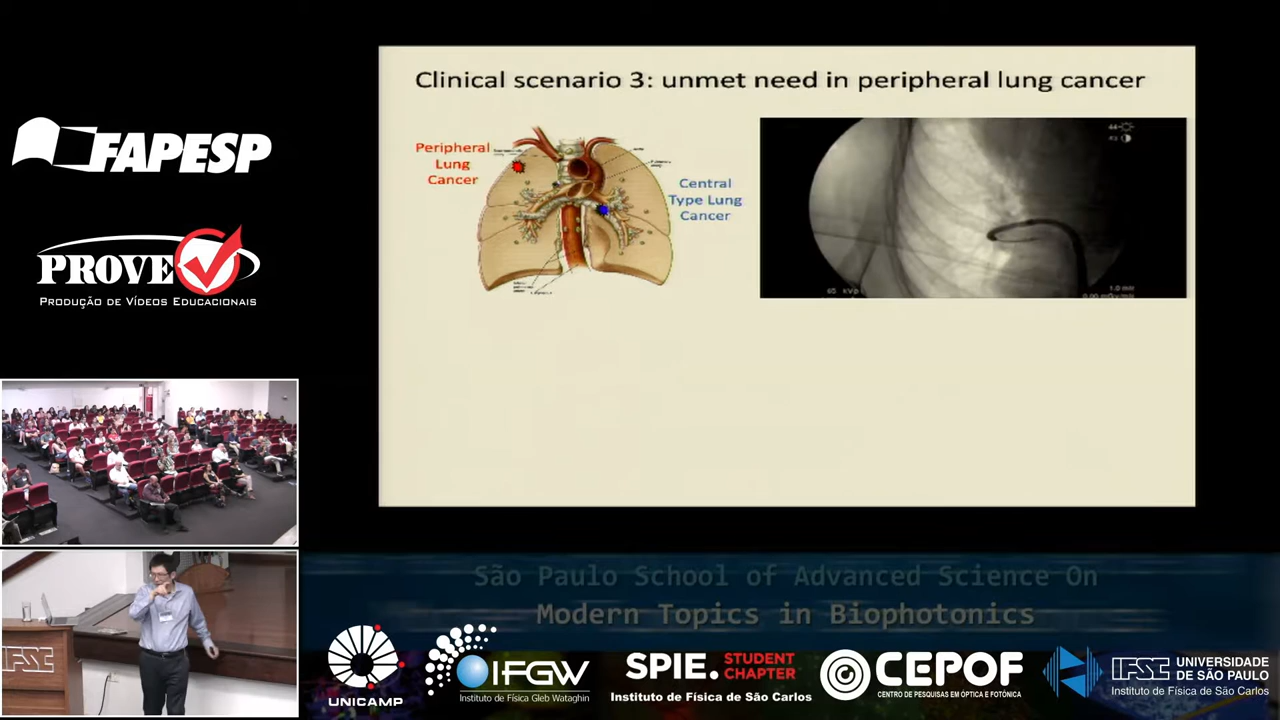 FAPESP
PROVE
PRODUÇÃO DE VÍDEOS EDUCACIONAIS
Clinical scenario 3: unmet need in peripheral lung cancer
Peripheral
Lung
Cancer
Central
Type Lung
Cancer
65 kVp
São Paulo School of Advanced Science On
Modern Topics in Biophotonics
IFSC
UNICAMP
IFGW
Instituto de Física Gleb Wataghin
SPIE. STUDENT
CHAPTER
Instituto de Física de São Carlos
CEPOF
CENTRO DE PESQUISAS EM ÓPTICA E FOTÔNICA
IFSC UNIVERSIDADE
DE SÃO PAULO
Instituto de Física de São Carlos